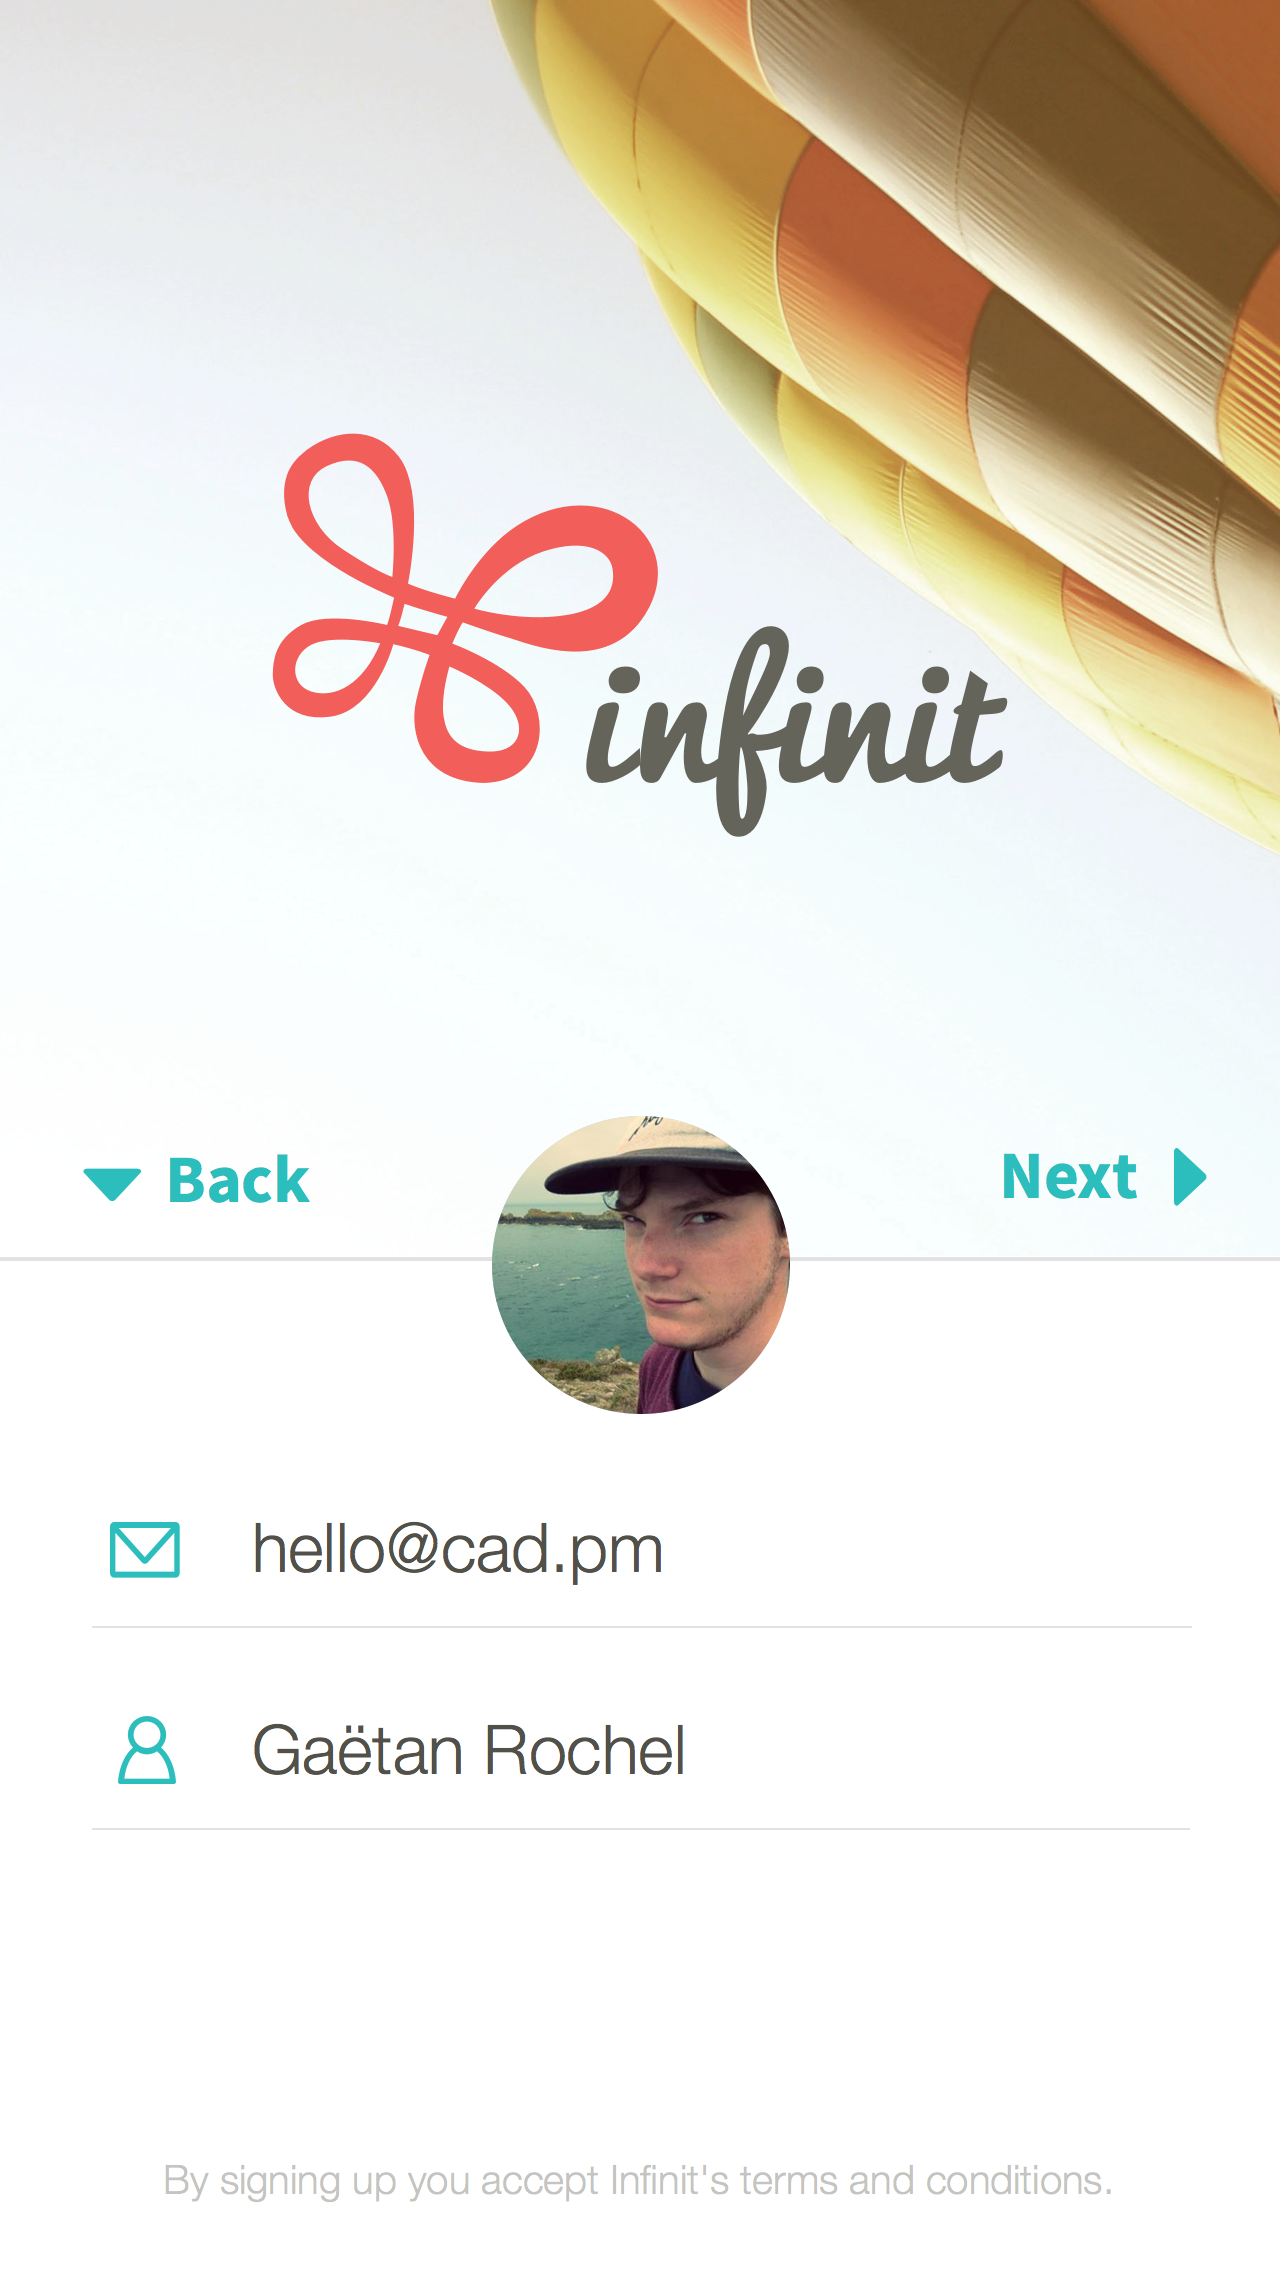 infinit
Back
Next
hello@cad.pm
Gaëtan Rochel
By signing up you accept Infinit's terms and conditions.